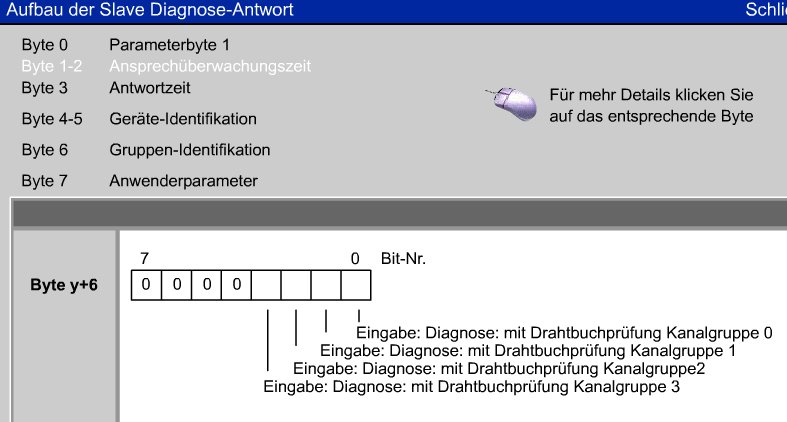 Aufbau der Slave Diagnose-Antwort Schlie
Byte 0 Parameterbyte 1
Byte 1-2 Ansprechüberwachungszeit
Byte 3 Antwortzeit
Byte 4-5 Geräte-Identifikation
Byte 6 Gruppen-Identifikation
Byte 7 Anwenderparameter
Für mehr Details klicken Sie
auf das entsprechende Byte
7 0 Bit-Nr.
Byte y+6 0 0 0 0
Eingabe: Diagnose: mit Drahtbuchprüfung Kanalgruppe 0
Eingabe: Diagnose: mit Drahtbuchprüfung Kanalgruppe 1
Eingabe: Diagnose: mit Drahtbuchprüfung Kanalgruppe2
Eingabe: Diagnose: mit Drahtbuchprüfung Kanalgruppe 3